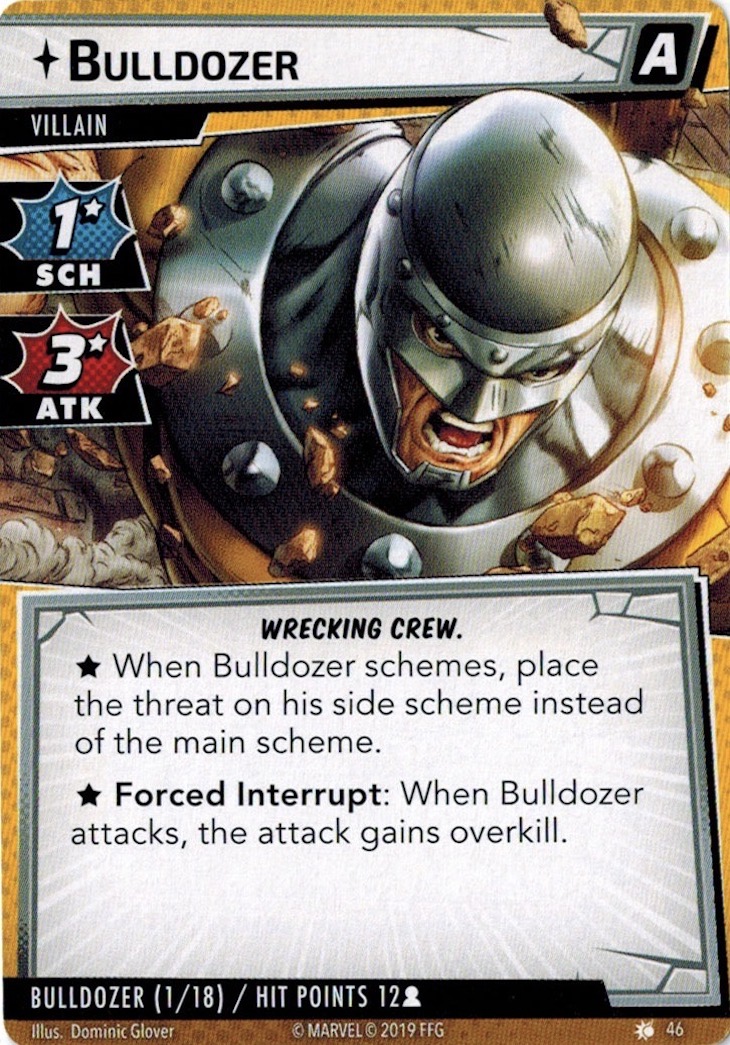 BULLDOZER
A
VILLAIN
1★
SCH
3★
ATK
WRECKING CREW.
★ When Bulldozer schemes, place
the threat on his side scheme instead
of the main scheme.
★ Forced Interrupt: When Bulldozer
attacks, the attack gains overkill.
BULLDOZER (1/18) / HIT POINTS 12
Illus. Dominic Glover
© MARVEL © 2019 FFG
46